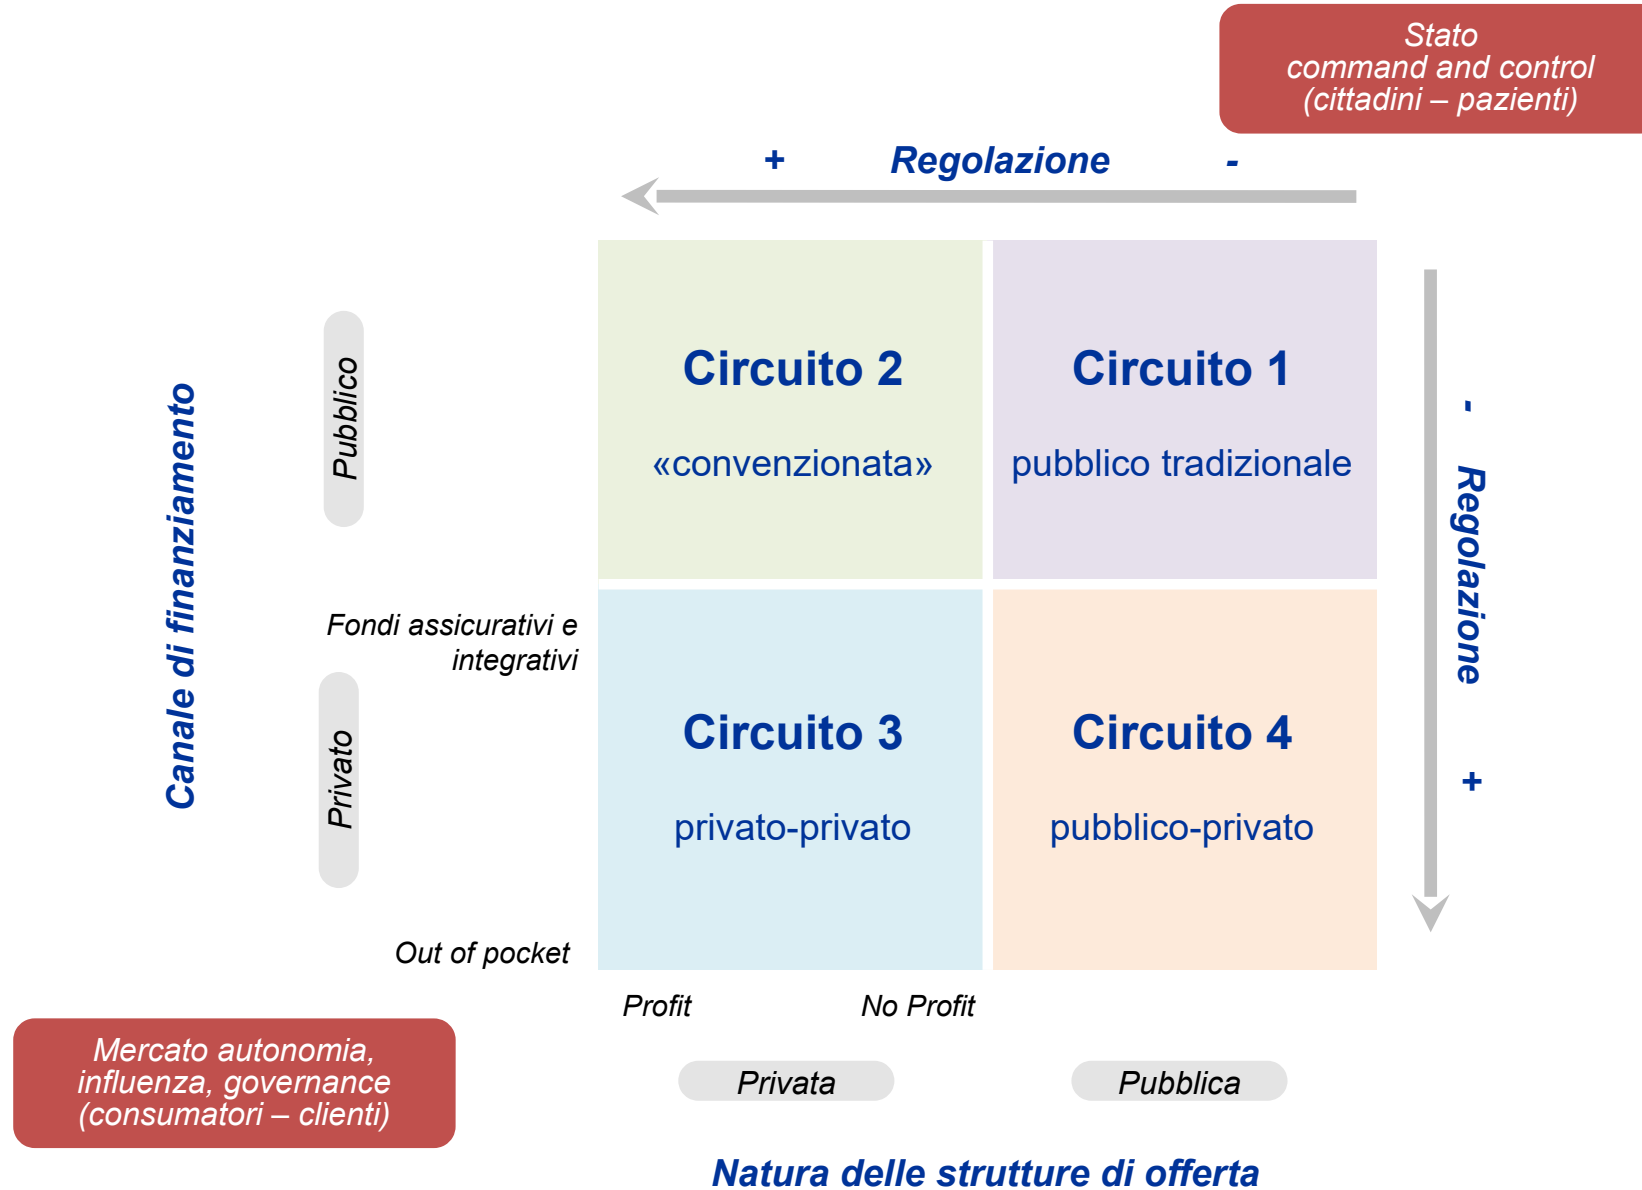 Stato
command and control
(cittadini – pazienti)
+ Regolazione -
Circuito 2
«convenzionata»
Circuito 1
pubblico tradizionale
- Regolazione +
Canale di finanziamento
Pubblico
Fondi assicurativi e
integrativi
Privato
Circuito 3
privato-privato
Circuito 4
pubblico-privato
Out of pocket
Profit
No Profit
Mercato autonomia,
influenza, governance
(consumatori – clienti)
Privata
Pubblica
Natura delle strutture di offerta